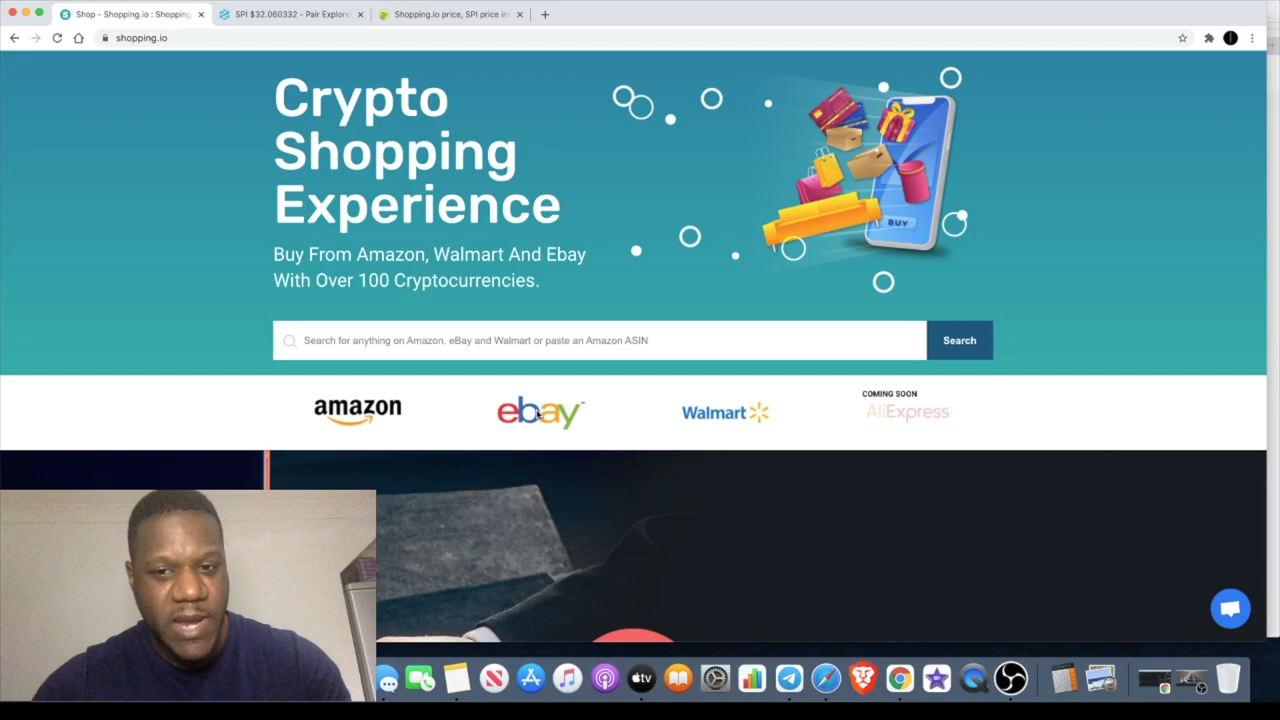 Shop - Shopping.io : Shopping
SPI $32.060332 - Pair Explore
Shopping.io price, SPI price in
shopping.io
Crypto
Shopping
Experience
Buy From Amazon, Walmart And Ebay
With Over 100 Cryptocurrencies.
BUY
Search for anything on Amazon, eBay and Walmart or paste an Amazon ASIN
Search
amazon
ebay
Walmart
COMING SOON
AliExpress
tv